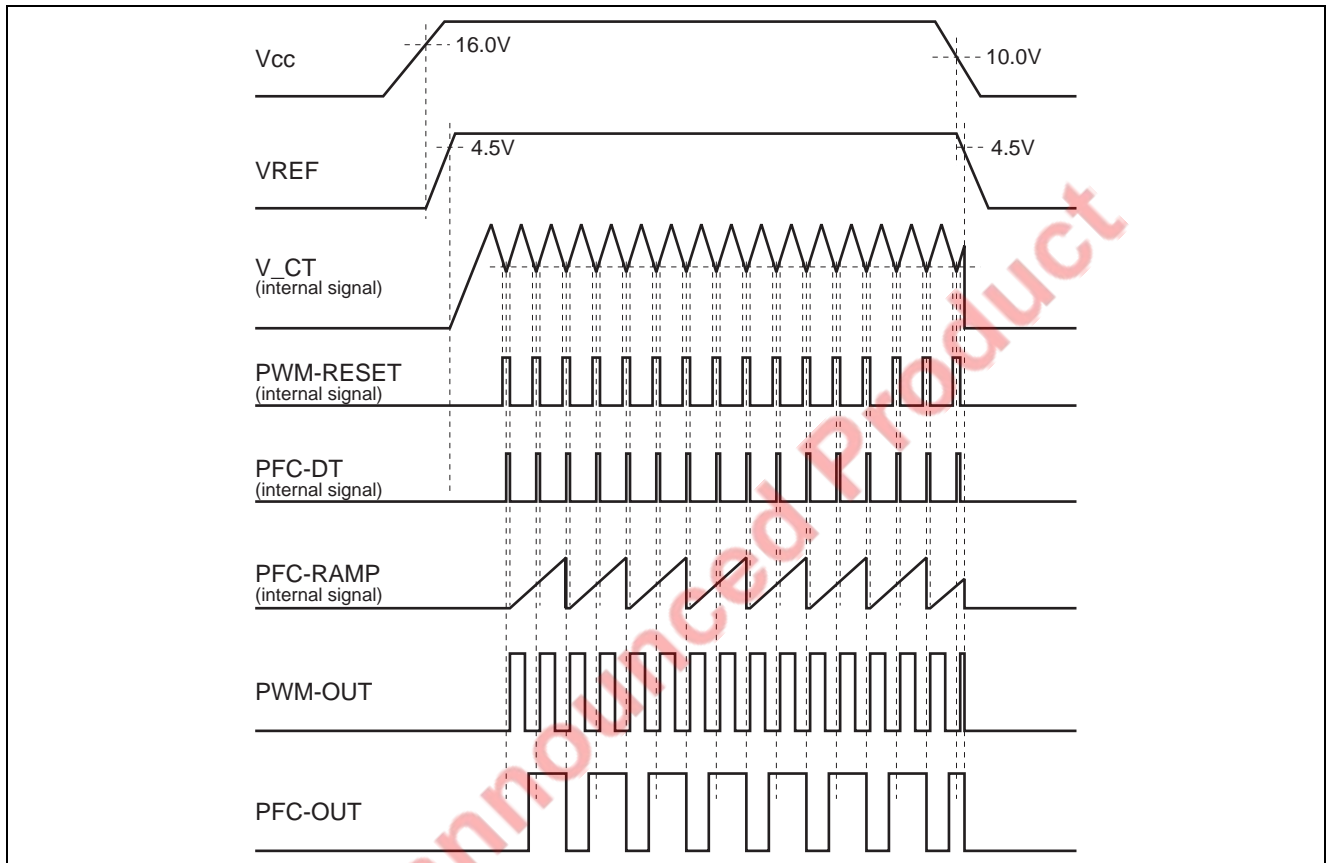 Vcc
16.0V
10.0V
VREF
4.5V
4.5V
V_CT
(internal signal)
PWM-RESET
(internal signal)
PFC-DT
(internal signal)
PFC-RAMP
(internal signal)
PWM-OUT
PFC-OUT
nnounced Product